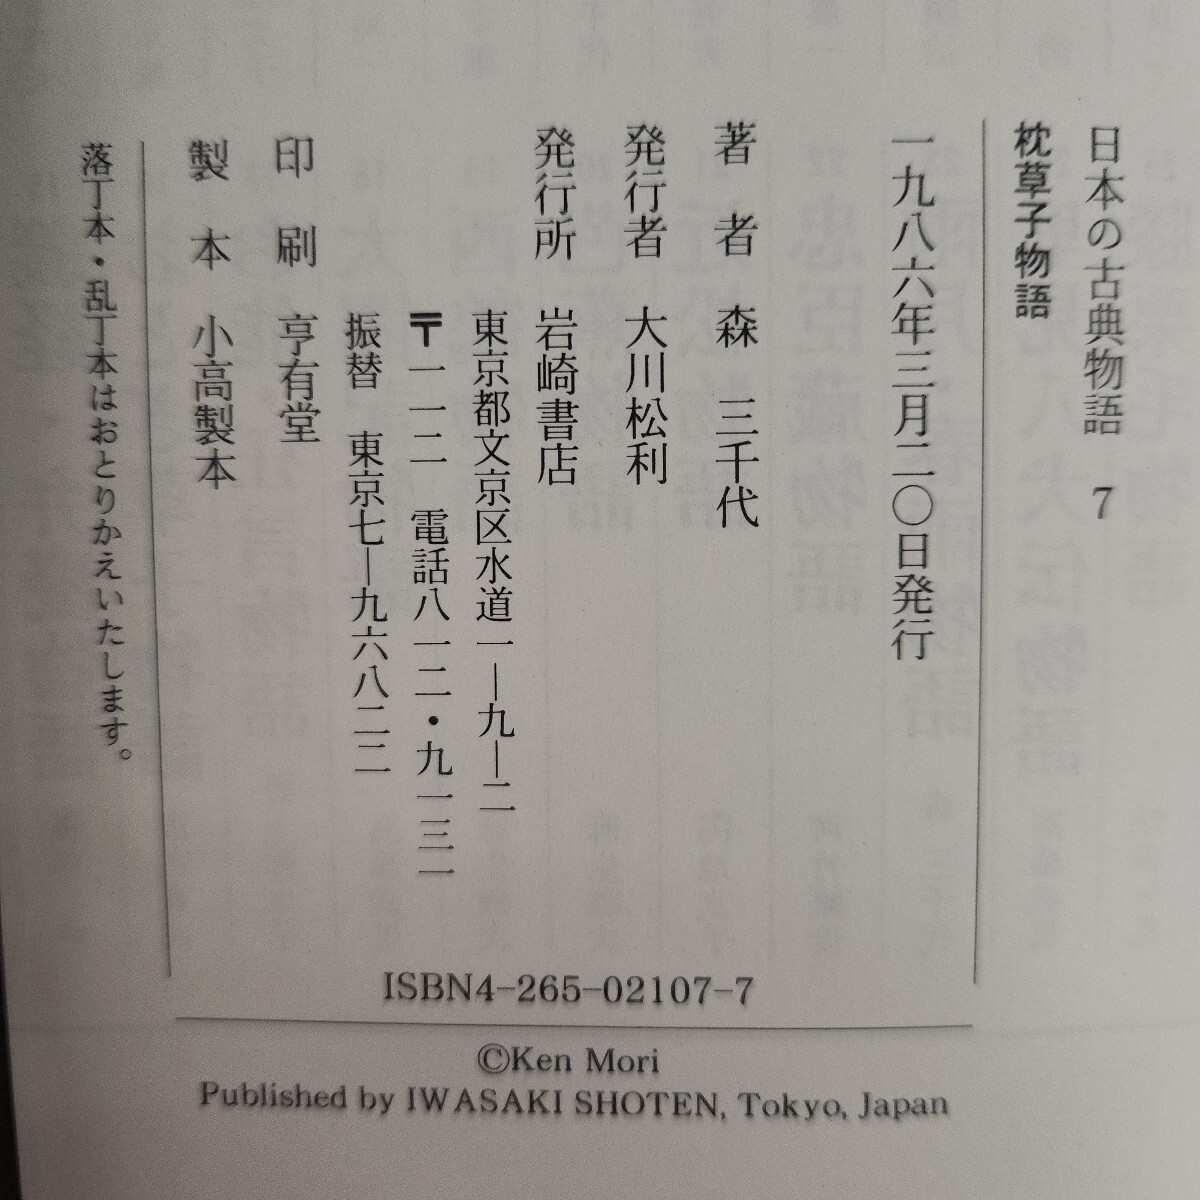 日本の古典物語　7
枕草子物語
一九八六年三月二〇日発行
著　者　森　三千代
発行者　大川松利
発行所　岩崎書店
東京都文京区水道一―九―二
〒一一二　電話八一二・九一三一
振替　東京七―九六八二二
印　刷　亨有堂
製　本　小高製本
落丁本・乱丁本はおとりかえいたします。
ISBN4-265-02107-7
©Ken Mori
Published by IWASAKI SHOTEN, Tokyo, Japan